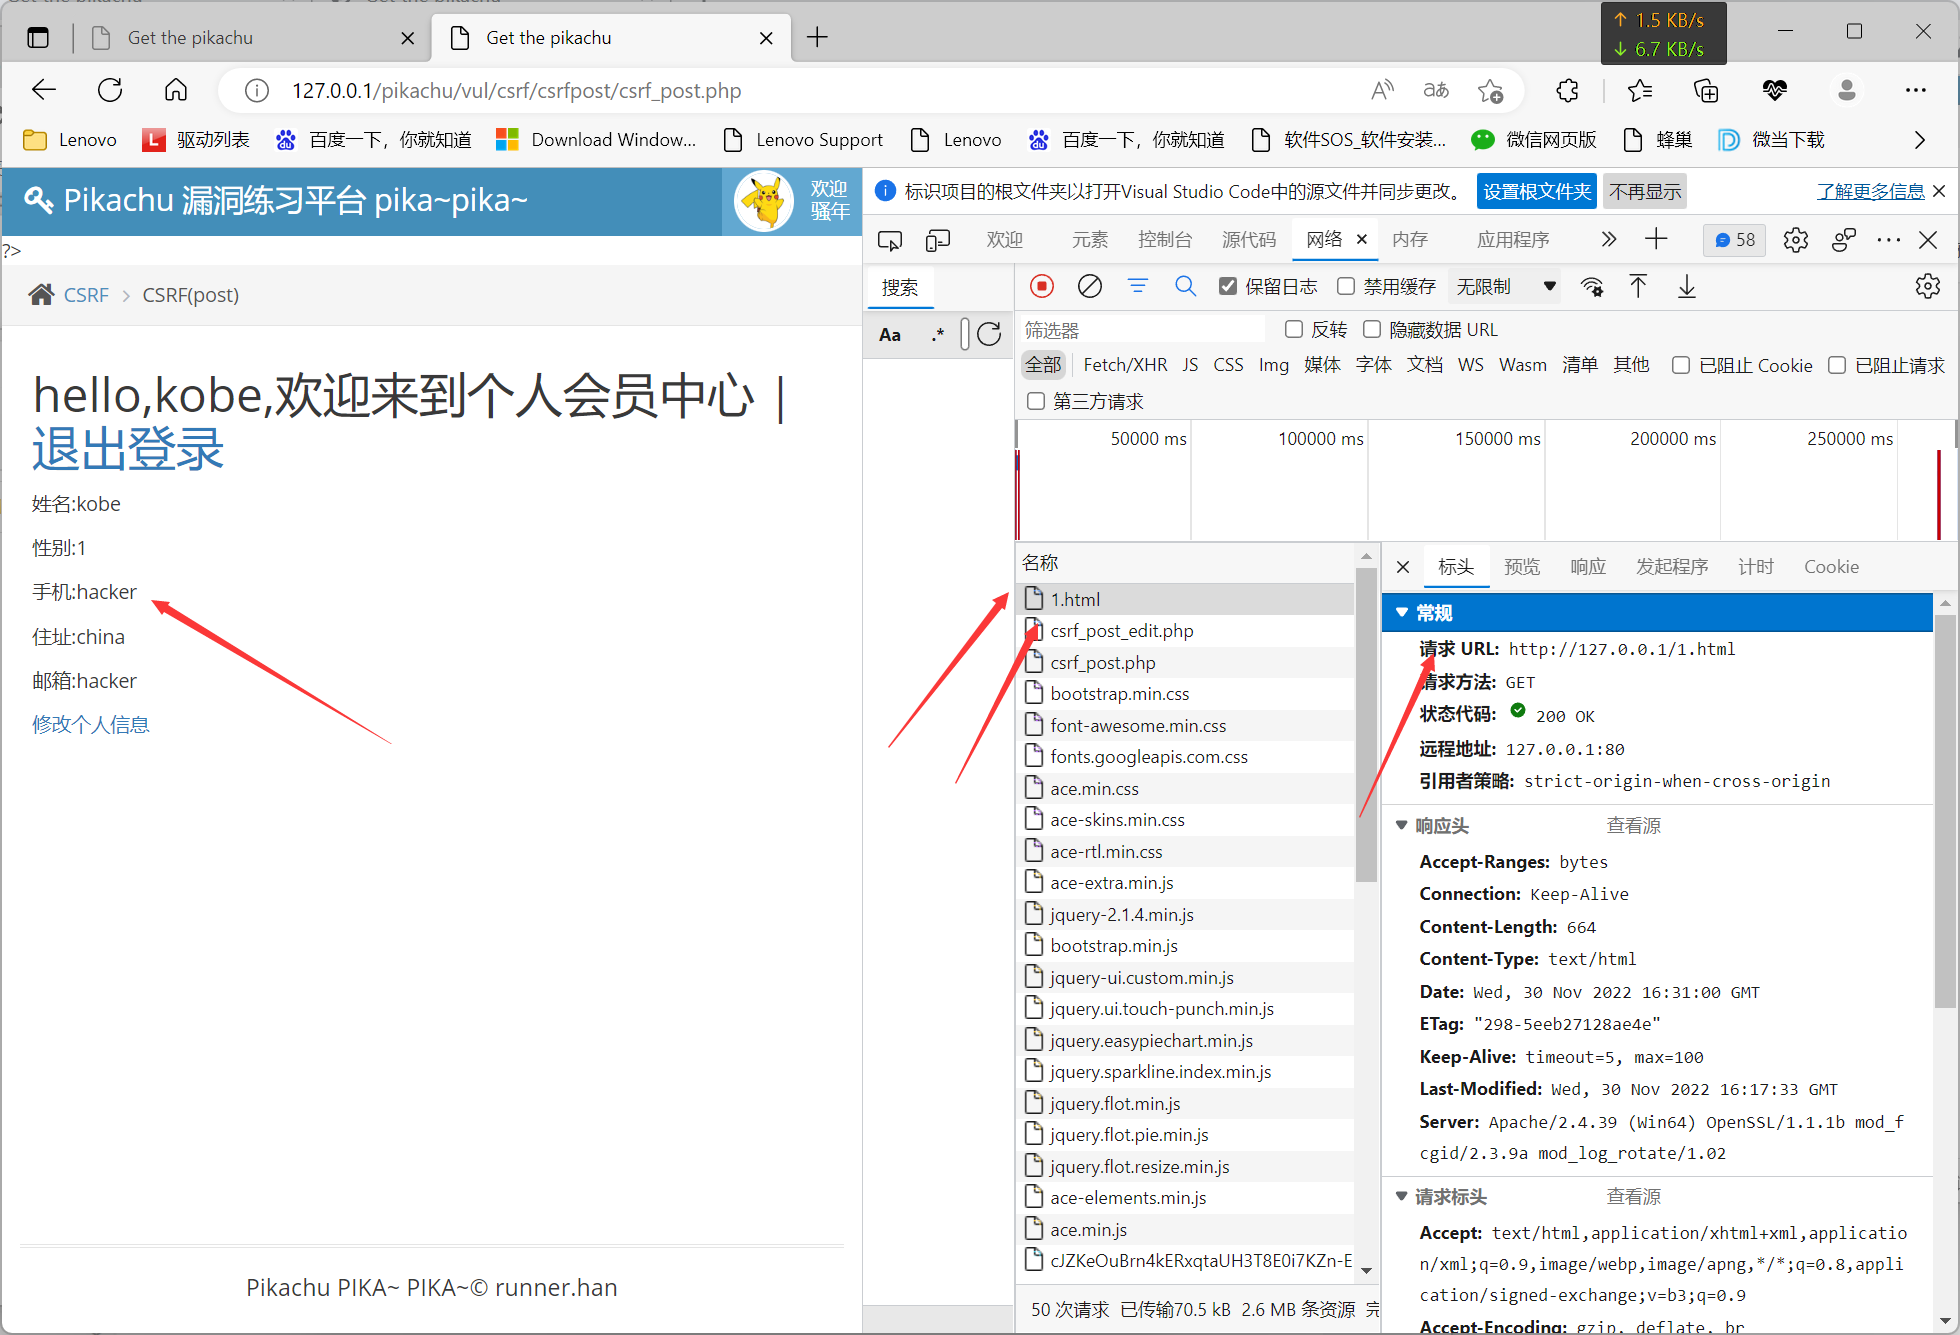 Get the pikachu
Get the pikachu
↑ 1.5 KB/s
↓ 6.7 KB/s
127.0.0.1/pikachu/vul/csrf/csrfpost/csrf_post.php
Lenovo 驱动列表 百度一下，你就知道 Download Window... Lenovo Support Lenovo 百度一下，你就知道 软件SOS_软件安装... 微信网页版 蜂巢 微当下载
Pikachu 漏洞练习平台 pika~pika~
欢迎
骚年
?>
CSRF > CSRF(post)
hello,kobe,欢迎来到个人会员中心 |
退出登录
姓名:kobe
性别:1
手机:hacker
住址:china
邮箱:hacker
修改个人信息
Pikachu PIKA~ PIKA~© runner.han
标识项目的根文件夹以打开Visual Studio Code中的源文件并同步更改。 设置根文件夹 不再显示 了解更多信息
欢迎 元素 控制台 源代码 网络 内存 应用程序 58
搜索
Aa .*
保留日志 禁用缓存 无限制
筛选器 反转 隐藏数据 URL
全部 Fetch/XHR JS CSS Img 媒体 字体 文档 WS Wasm 清单 其他 已阻止 Cookie 已阻止请求
第三方请求
50000 ms 100000 ms 150000 ms 200000 ms 250000 ms
名称
1.html
csrf_post_edit.php
csrf_post.php
bootstrap.min.css
font-awesome.min.css
fonts.googleapis.com.css
ace.min.css
ace-skins.min.css
ace-rtl.min.css
ace-extra.min.js
jquery-2.1.4.min.js
bootstrap.min.js
jquery-ui.custom.min.js
jquery.ui.touch-punch.min.js
jquery.easypiechart.min.js
jquery.sparkline.index.min.js
jquery.flot.min.js
jquery.flot.pie.min.js
jquery.flot.resize.min.js
ace-elements.min.js
ace.min.js
cJZKeOuBrn4kERxqtaUH3T8E0i7KZn-E
50 次请求 已传输70.5 kB 2.6 MB 条资源 完
标头 预览 响应 发起程序 计时 Cookie
常规
请求 URL: http://127.0.0.1/1.html
请求方法: GET
状态代码: 200 OK
远程地址: 127.0.0.1:80
引用者策略: strict-origin-when-cross-origin
响应头 查看源
Accept-Ranges: bytes
Connection: Keep-Alive
Content-Length: 664
Content-Type: text/html
Date: Wed, 30 Nov 2022 16:31:00 GMT
ETag: "298-5eeb27128ae4e"
Keep-Alive: timeout=5, max=100
Last-Modified: Wed, 30 Nov 2022 16:17:33 GMT
Server: Apache/2.4.39 (Win64) OpenSSL/1.1.1b mod_f
cgid/2.3.9a mod_log_rotate/1.02
请求标头 查看源
Accept: text/html,application/xhtml+xml,applicatio
n/xml;q=0.9,image/webp,image/apng,*/*;q=0.8,appli
cation/signed-exchange;v=b3;q=0.9
Accept-Encoding: gzip, deflate, br